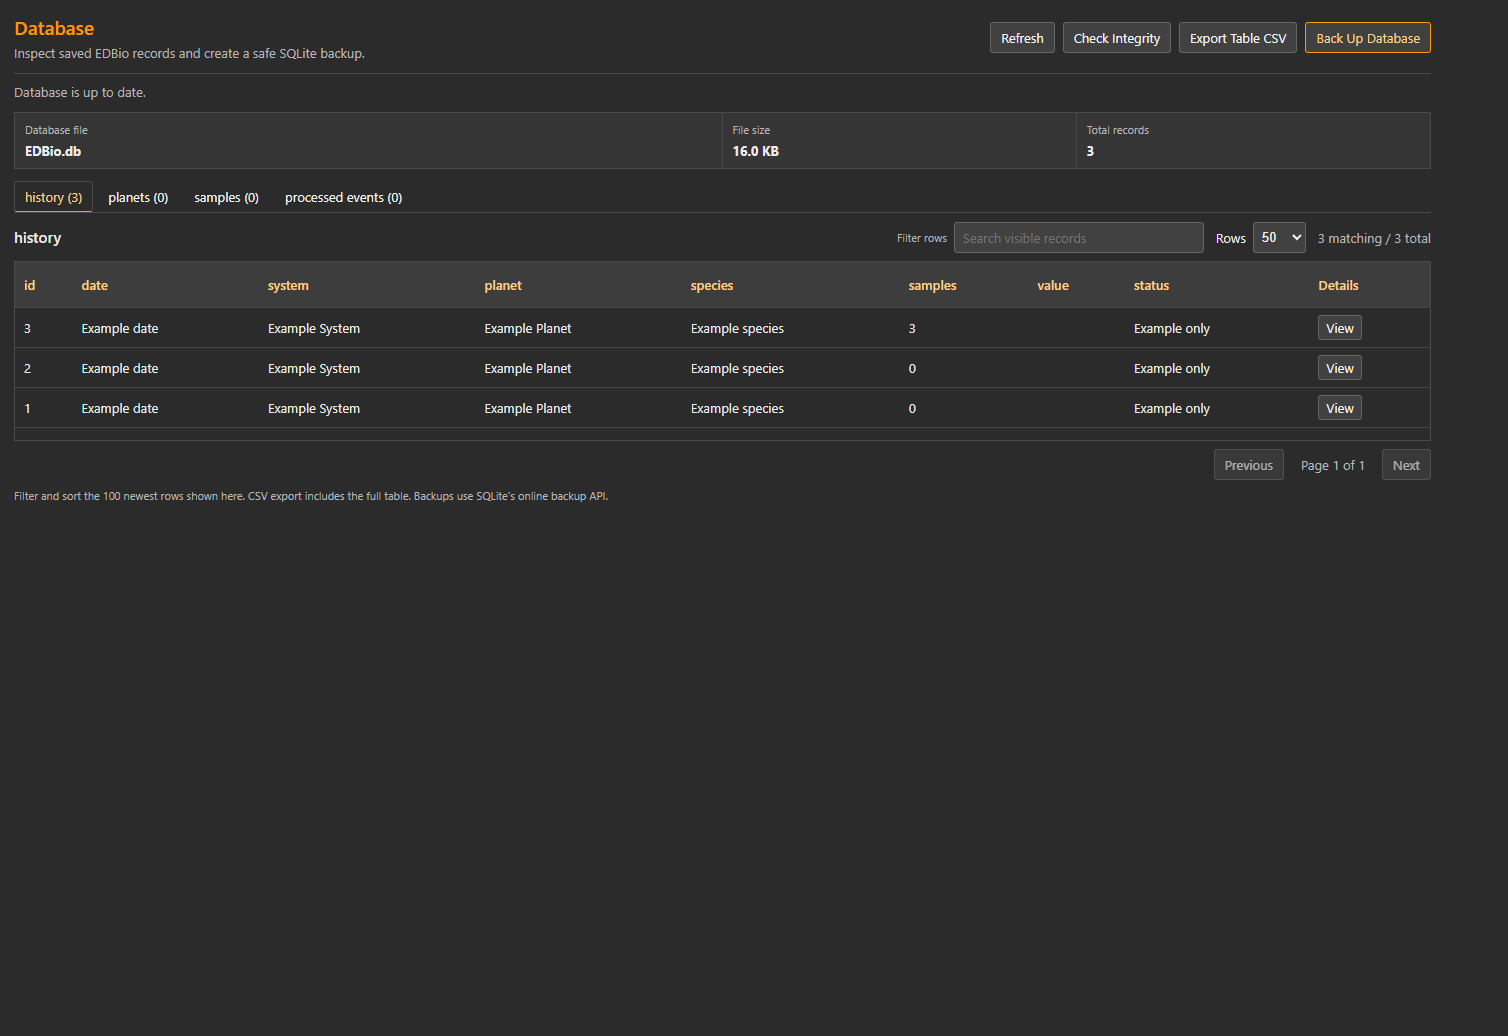 Database
Inspect saved EDBio records and create a safe SQLite backup.
Refresh Check Integrity Export Table CSV Back Up Database
Database is up to date.
Database file File size Total records
EDBio.db 16.0 KB 3
history (3) planets (0) samples (0) processed events (0)
history Filter rows Search visible records Rows 50 3 matching / 3 total
id date system planet species samples value status Details
3 Example date Example System Example Planet Example species 3 Example only View
2 Example date Example System Example Planet Example species 0 Example only View
1 Example date Example System Example Planet Example species 0 Example only View
Previous Page 1 of 1 Next
Filter and sort the 100 newest rows shown here. CSV export includes the full table. Backups use SQLite's online backup API.